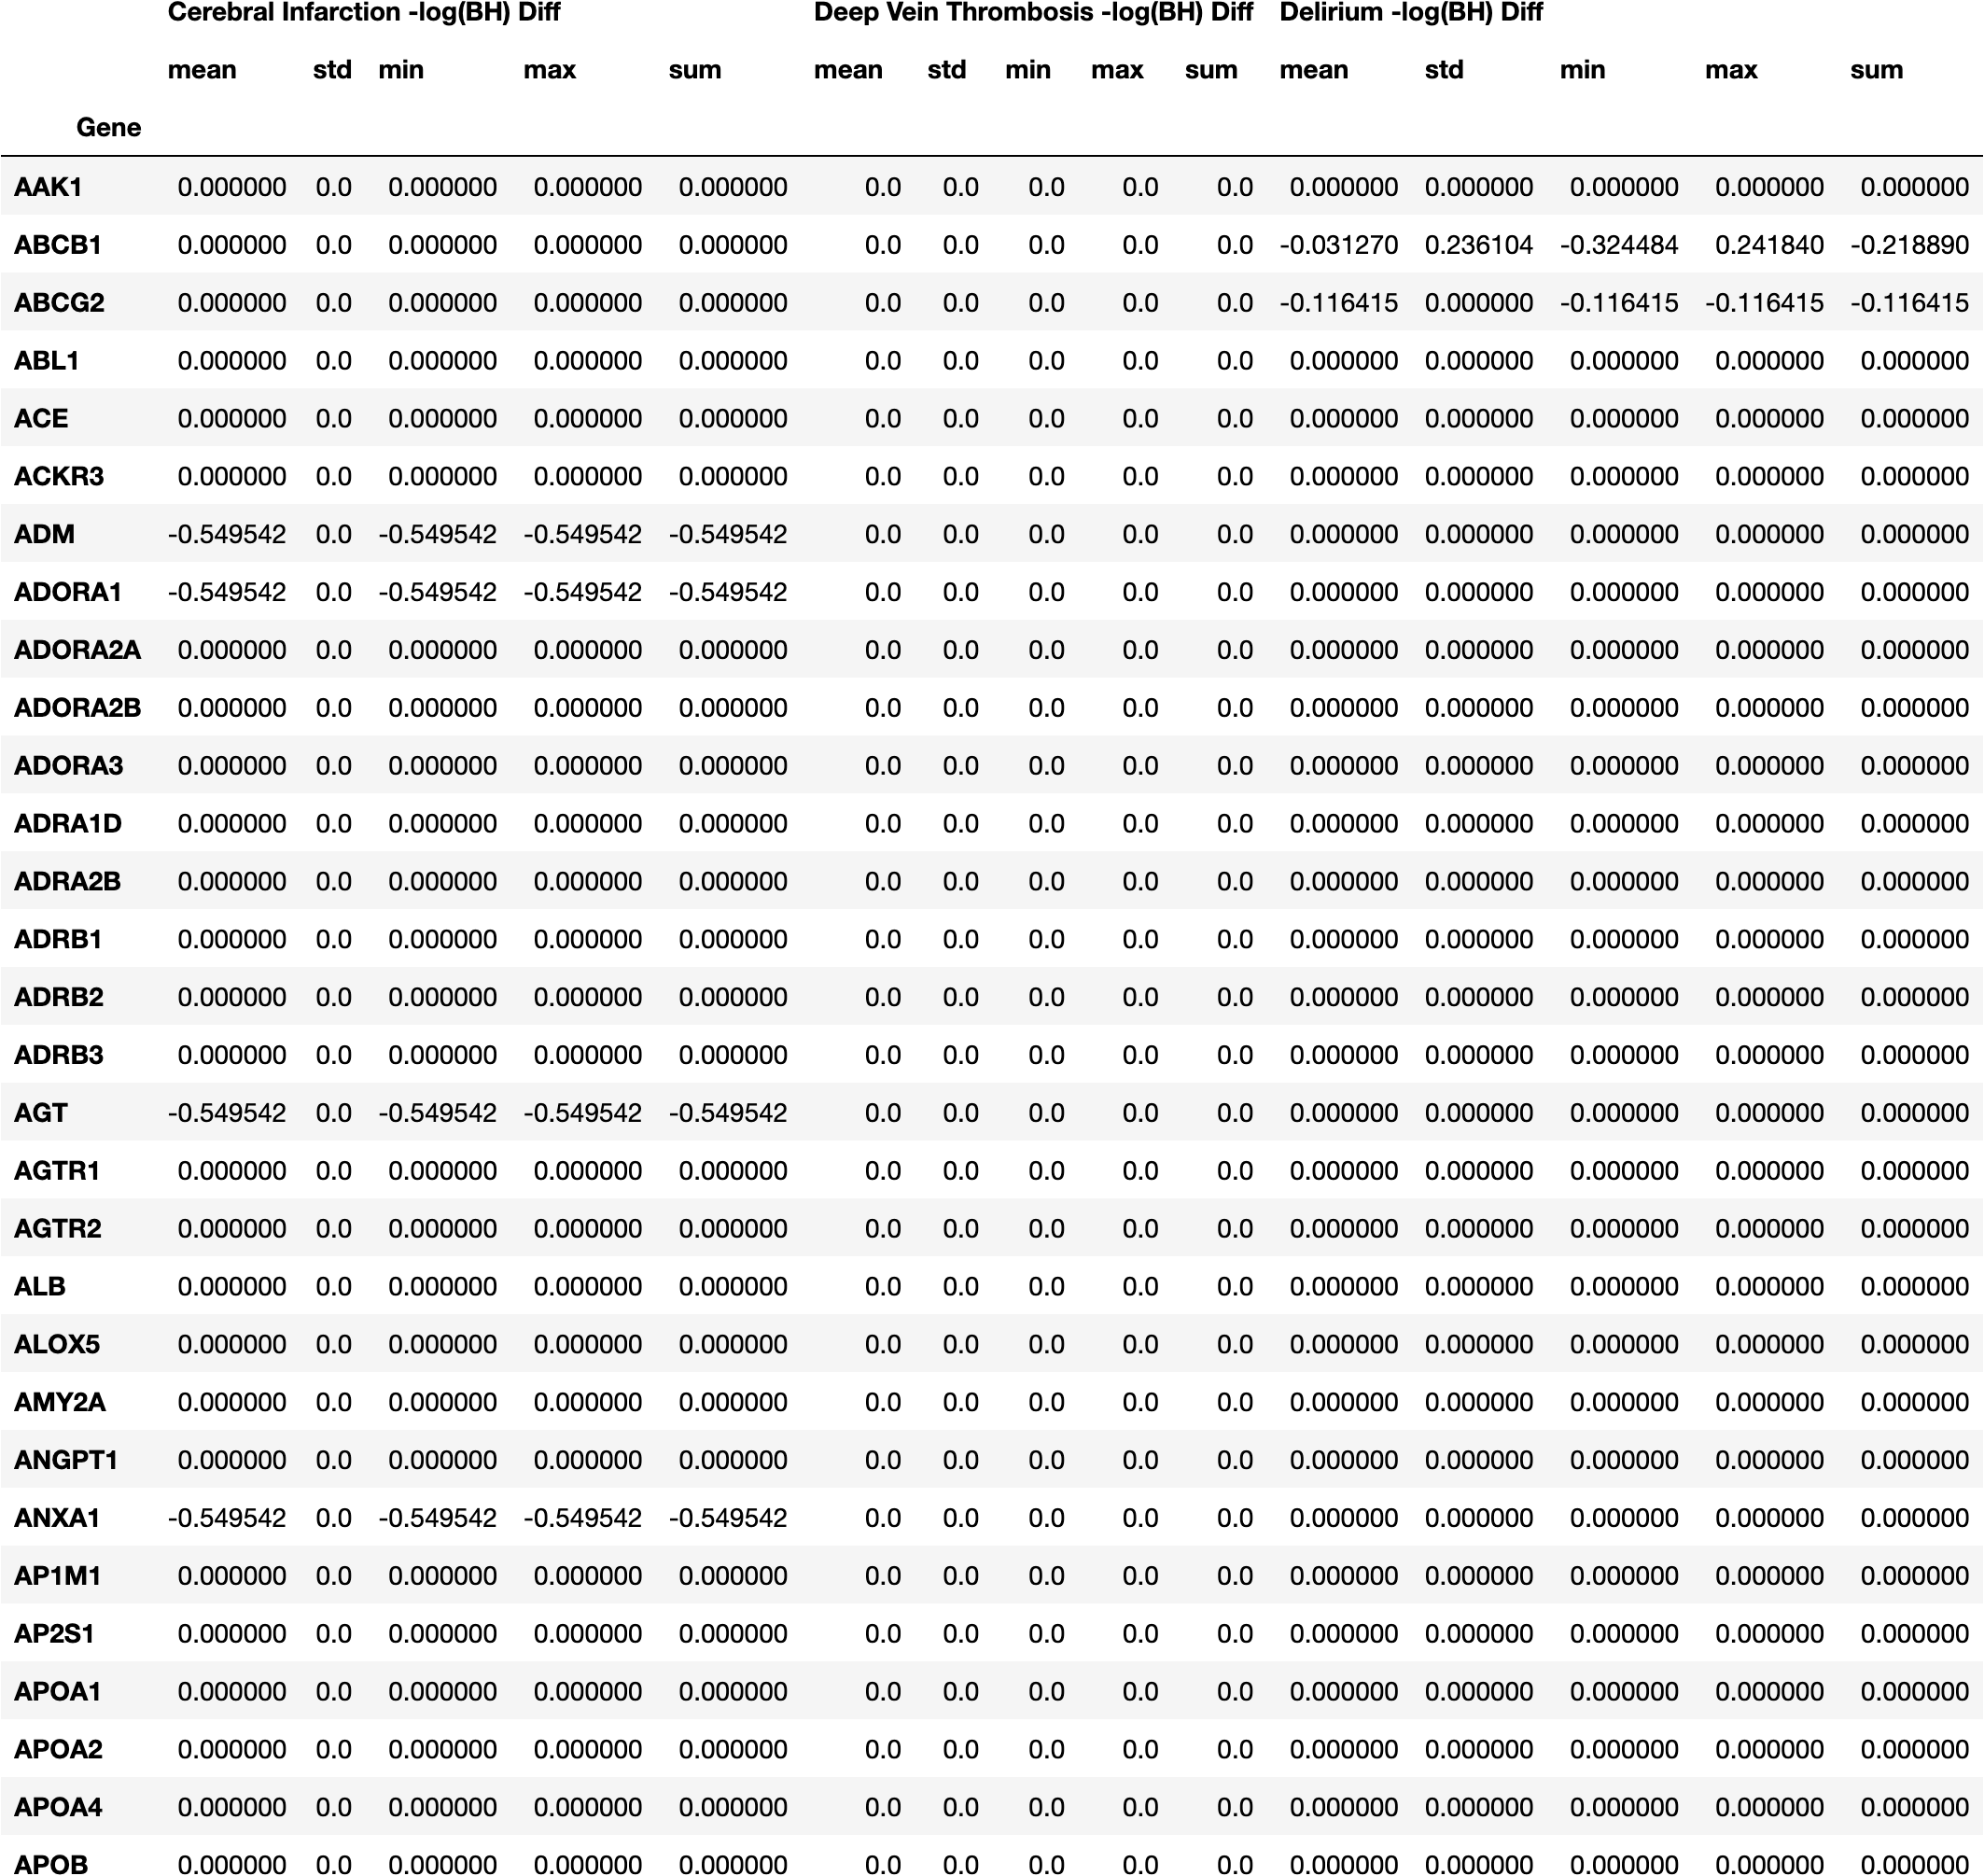 Cerebral Infarction -log(BH) Diff Deep Vein Thrombosis -log(BH) Diff Delirium -log(BH) Diff
mean std min max sum mean std min max sum mean std min max sum
Gene
AAK1 0.000000 0.0 0.000000 0.000000 0.000000 0.0 0.0 0.0 0.0 0.0 0.000000 0.000000 0.000000 0.000000 0.000000
ABCB1 0.000000 0.0 0.000000 0.000000 0.000000 0.0 0.0 0.0 0.0 0.0 -0.031270 0.236104 -0.324484 0.241840 -0.218890
ABCG2 0.000000 0.0 0.000000 0.000000 0.000000 0.0 0.0 0.0 0.0 0.0 -0.116415 0.000000 -0.116415 -0.116415 -0.116415
ABL1 0.000000 0.0 0.000000 0.000000 0.000000 0.0 0.0 0.0 0.0 0.0 0.000000 0.000000 0.000000 0.000000 0.000000
ACE 0.000000 0.0 0.000000 0.000000 0.000000 0.0 0.0 0.0 0.0 0.0 0.000000 0.000000 0.000000 0.000000 0.000000
ACKR3 0.000000 0.0 0.000000 0.000000 0.000000 0.0 0.0 0.0 0.0 0.0 0.000000 0.000000 0.000000 0.000000 0.000000
ADM -0.549542 0.0 -0.549542 -0.549542 -0.549542 0.0 0.0 0.0 0.0 0.0 0.000000 0.000000 0.000000 0.000000 0.000000
ADORA1 -0.549542 0.0 -0.549542 -0.549542 -0.549542 0.0 0.0 0.0 0.0 0.0 0.000000 0.000000 0.000000 0.000000 0.000000
ADORA2A 0.000000 0.0 0.000000 0.000000 0.000000 0.0 0.0 0.0 0.0 0.0 0.000000 0.000000 0.000000 0.000000 0.000000
ADORA2B 0.000000 0.0 0.000000 0.000000 0.000000 0.0 0.0 0.0 0.0 0.0 0.000000 0.000000 0.000000 0.000000 0.000000
ADORA3 0.000000 0.0 0.000000 0.000000 0.000000 0.0 0.0 0.0 0.0 0.0 0.000000 0.000000 0.000000 0.000000 0.000000
ADRA1D 0.000000 0.0 0.000000 0.000000 0.000000 0.0 0.0 0.0 0.0 0.0 0.000000 0.000000 0.000000 0.000000 0.000000
ADRA2B 0.000000 0.0 0.000000 0.000000 0.000000 0.0 0.0 0.0 0.0 0.0 0.000000 0.000000 0.000000 0.000000 0.000000
ADRB1 0.000000 0.0 0.000000 0.000000 0.000000 0.0 0.0 0.0 0.0 0.0 0.000000 0.000000 0.000000 0.000000 0.000000
ADRB2 0.000000 0.0 0.000000 0.000000 0.000000 0.0 0.0 0.0 0.0 0.0 0.000000 0.000000 0.000000 0.000000 0.000000
ADRB3 0.000000 0.0 0.000000 0.000000 0.000000 0.0 0.0 0.0 0.0 0.0 0.000000 0.000000 0.000000 0.000000 0.000000
AGT -0.549542 0.0 -0.549542 -0.549542 -0.549542 0.0 0.0 0.0 0.0 0.0 0.000000 0.000000 0.000000 0.000000 0.000000
AGTR1 0.000000 0.0 0.000000 0.000000 0.000000 0.0 0.0 0.0 0.0 0.0 0.000000 0.000000 0.000000 0.000000 0.000000
AGTR2 0.000000 0.0 0.000000 0.000000 0.000000 0.0 0.0 0.0 0.0 0.0 0.000000 0.000000 0.000000 0.000000 0.000000
ALB 0.000000 0.0 0.000000 0.000000 0.000000 0.0 0.0 0.0 0.0 0.0 0.000000 0.000000 0.000000 0.000000 0.000000
ALOX5 0.000000 0.0 0.000000 0.000000 0.000000 0.0 0.0 0.0 0.0 0.0 0.000000 0.000000 0.000000 0.000000 0.000000
AMY2A 0.000000 0.0 0.000000 0.000000 0.000000 0.0 0.0 0.0 0.0 0.0 0.000000 0.000000 0.000000 0.000000 0.000000
ANGPT1 0.000000 0.0 0.000000 0.000000 0.000000 0.0 0.0 0.0 0.0 0.0 0.000000 0.000000 0.000000 0.000000 0.000000
ANXA1 -0.549542 0.0 -0.549542 -0.549542 -0.549542 0.0 0.0 0.0 0.0 0.0 0.000000 0.000000 0.000000 0.000000 0.000000
AP1M1 0.000000 0.0 0.000000 0.000000 0.000000 0.0 0.0 0.0 0.0 0.0 0.000000 0.000000 0.000000 0.000000 0.000000
AP2S1 0.000000 0.0 0.000000 0.000000 0.000000 0.0 0.0 0.0 0.0 0.0 0.000000 0.000000 0.000000 0.000000 0.000000
APOA1 0.000000 0.0 0.000000 0.000000 0.000000 0.0 0.0 0.0 0.0 0.0 0.000000 0.000000 0.000000 0.000000 0.000000
APOA2 0.000000 0.0 0.000000 0.000000 0.000000 0.0 0.0 0.0 0.0 0.0 0.000000 0.000000 0.000000 0.000000 0.000000
APOA4 0.000000 0.0 0.000000 0.000000 0.000000 0.0 0.0 0.0 0.0 0.0 0.000000 0.000000 0.000000 0.000000 0.000000
APOB 0.000000 0.0 0.000000 0.000000 0.000000 0.0 0.0 0.0 0.0 0.0 0.000000 0.000000 0.000000 0.000000 0.000000